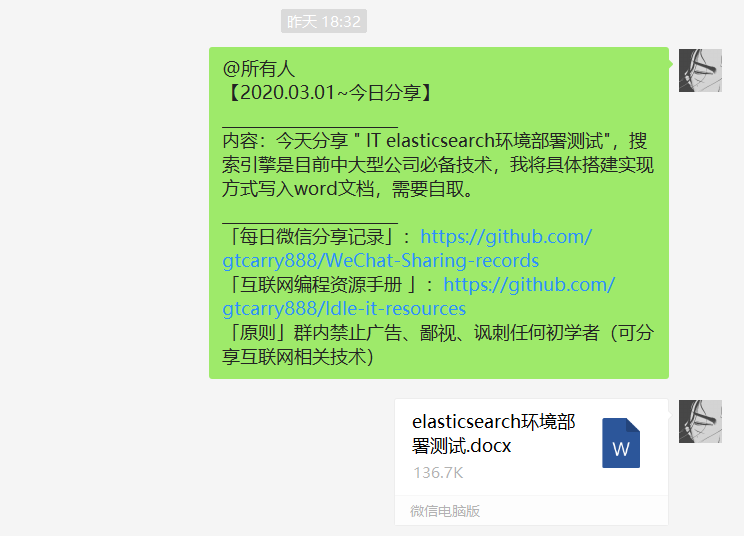 昨天 18:32
@所有人
【2020.03.01~今日分享】
____________________
内容：今天分享 " IT elasticsearch环境部署测试"，搜
索引擎是目前中大型公司必备技术，我将具体搭建实现
方式写入word文档，需要自取。
____________________
「每日微信分享记录」：https://github.com/
gtcarry888/WeChat-Sharing-records
「互联网编程资源手册 」：https://github.com/
gtcarry888/Idle-it-resources
「原则」群内禁止广告、鄙视、讽刺任何初学者（可分
享互联网相关技术）
elasticsearch环境部
署测试.docx
W
136.7K
微信电脑版